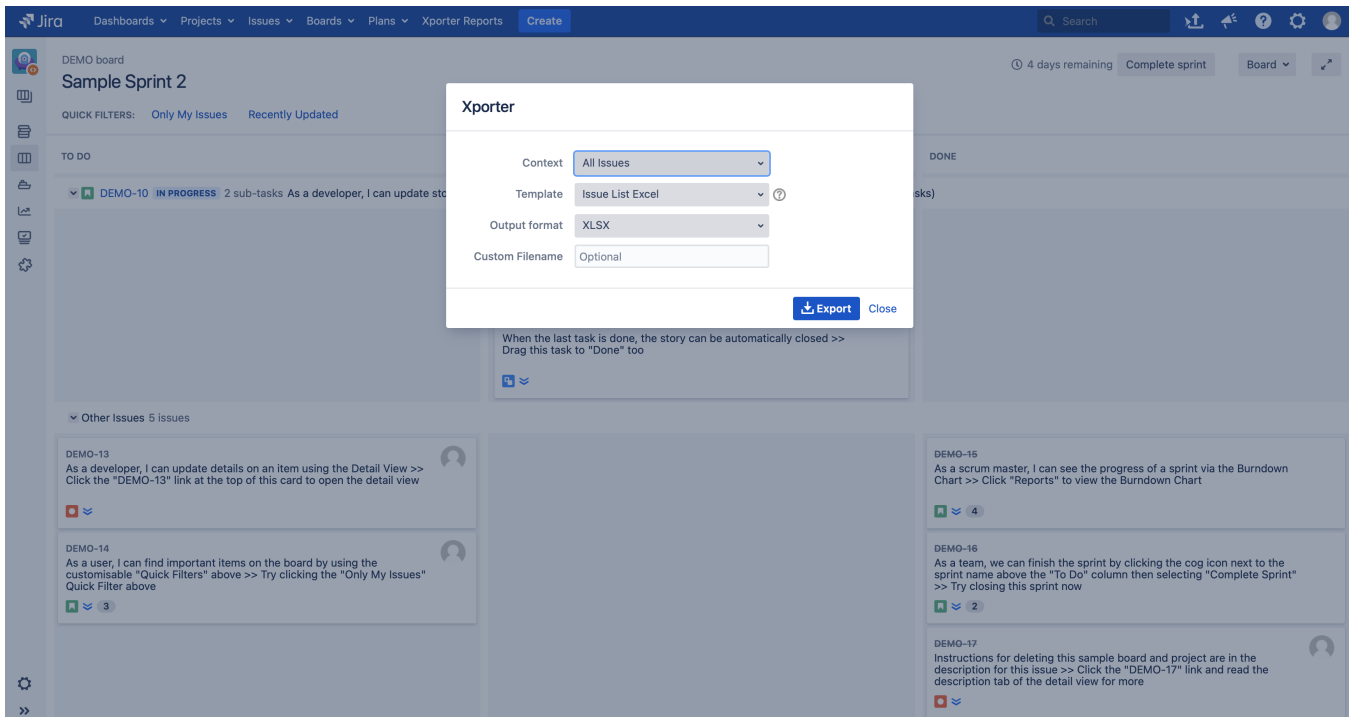 Jira Dashboards Projects Issues Boards Plans Xporter Reports Create Search
DEMO board
Sample Sprint 2
4 days remaining Complete sprint Board
QUICK FILTERS: Only My Issues Recently Updated
TO DO
DONE
DEMO-10 IN PROGRESS 2 sub-tasks As a developer, I can update
Xporter
Context All Issues
Template Issue List Excel
Output format XLSX
Custom Filename Optional
Export Close
When the last task is done, the story can be automatically closed >>
Drag this task to "Done" too
Other Issues 5 issues
DEMO-13
As a developer, I can update details on an item using the Detail View >>
Click the "DEMO-13" link at the top of this card to open the detail view
DEMO-14
As a user, I can find important items on the board by using the
customisable "Quick Filters" above >> Try clicking the "Only My Issues"
Quick Filter above
3
DEMO-15
As a scrum master, I can see the progress of a sprint via the Burndown
Chart >> Click "Reports" to view the Burndown Chart
4
DEMO-16
As a team, we can finish the sprint by clicking the cog icon next to the
sprint name above the "To Do" column then selecting "Complete Sprint"
>> Try closing this sprint now
2
DEMO-17
Instructions for deleting this sample board and project are in the
description for this issue >> Click the "DEMO-17" link and read the
description tab of the detail view for more